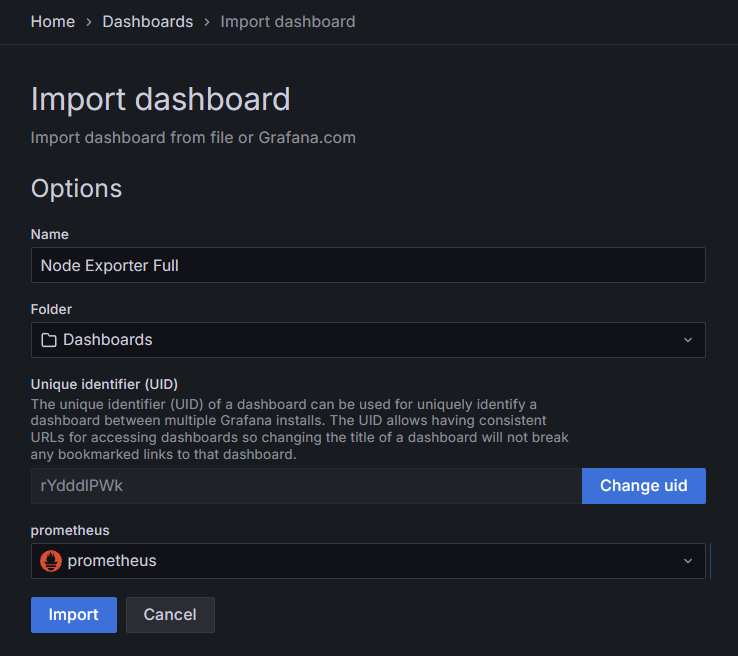 Home › Dashboards › Import dashboard
Import dashboard
Import dashboard from file or Grafana.com
Options
Name
Node Exporter Full
Folder
Dashboards
Unique identifier (UID)
The unique identifier (UID) of a dashboard can be used for uniquely identify a
dashboard between multiple Grafana installs. The UID allows having consistent
URLs for accessing dashboards so changing the title of a dashboard will not break
any bookmarked links to that dashboard.
rYdddlPWk Change uid
prometheus
prometheus
Import Cancel